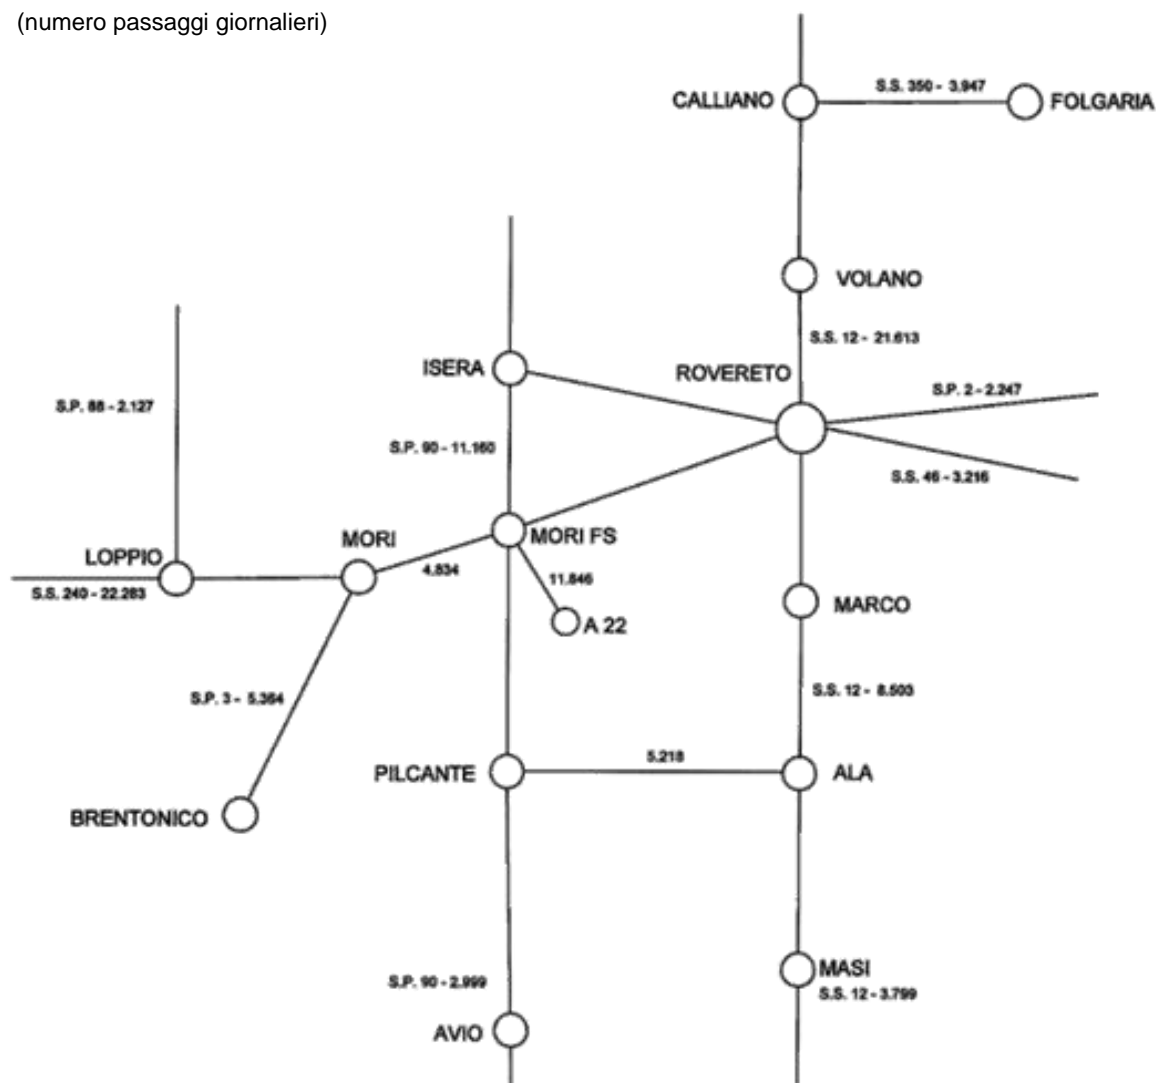 (numero passaggi giornalieri)
S.S. 350 - 3.947
CALLIANO
FOLGARIA
VOLANO
S.S. 12 - 21.613
ISERA
ROVERETO
S.P. 2 - 2.247
S.P. 88 - 2.127
S.P. 90 - 11.160
S.S. 46 - 3.216
MORI
MORI FS
LOPPIO
4.834
11.846
S.S. 240 - 22.283
A 22
MARCO
S.P. 3 - 5.364
S.S. 12 - 8.503
5.218
PILCANTE
ALA
BRENTONICO
MASI
S.P. 90 - 2.999
S.S. 12 - 3.799
AVIO